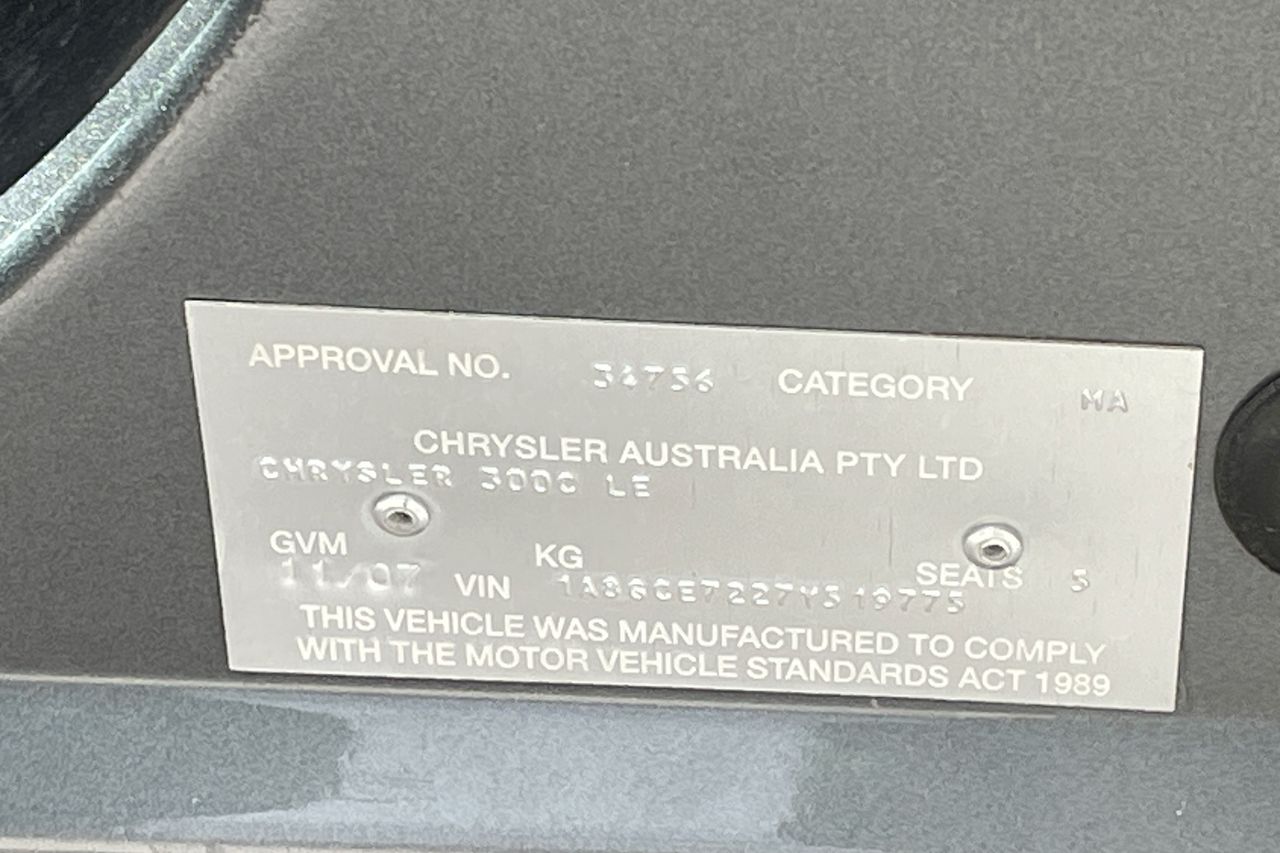 APPROVAL NO. 34736 CATEGORY MA
CHRYSLER AUSTRALIA PTY LTD
CHRYSLER 300C LE
GVM KG SEATS 5
11/07 VIN
THIS VEHICLE WAS MANUFACTURED TO COMPLY
WITH THE MOTOR VEHICLE STANDARDS ACT 1989